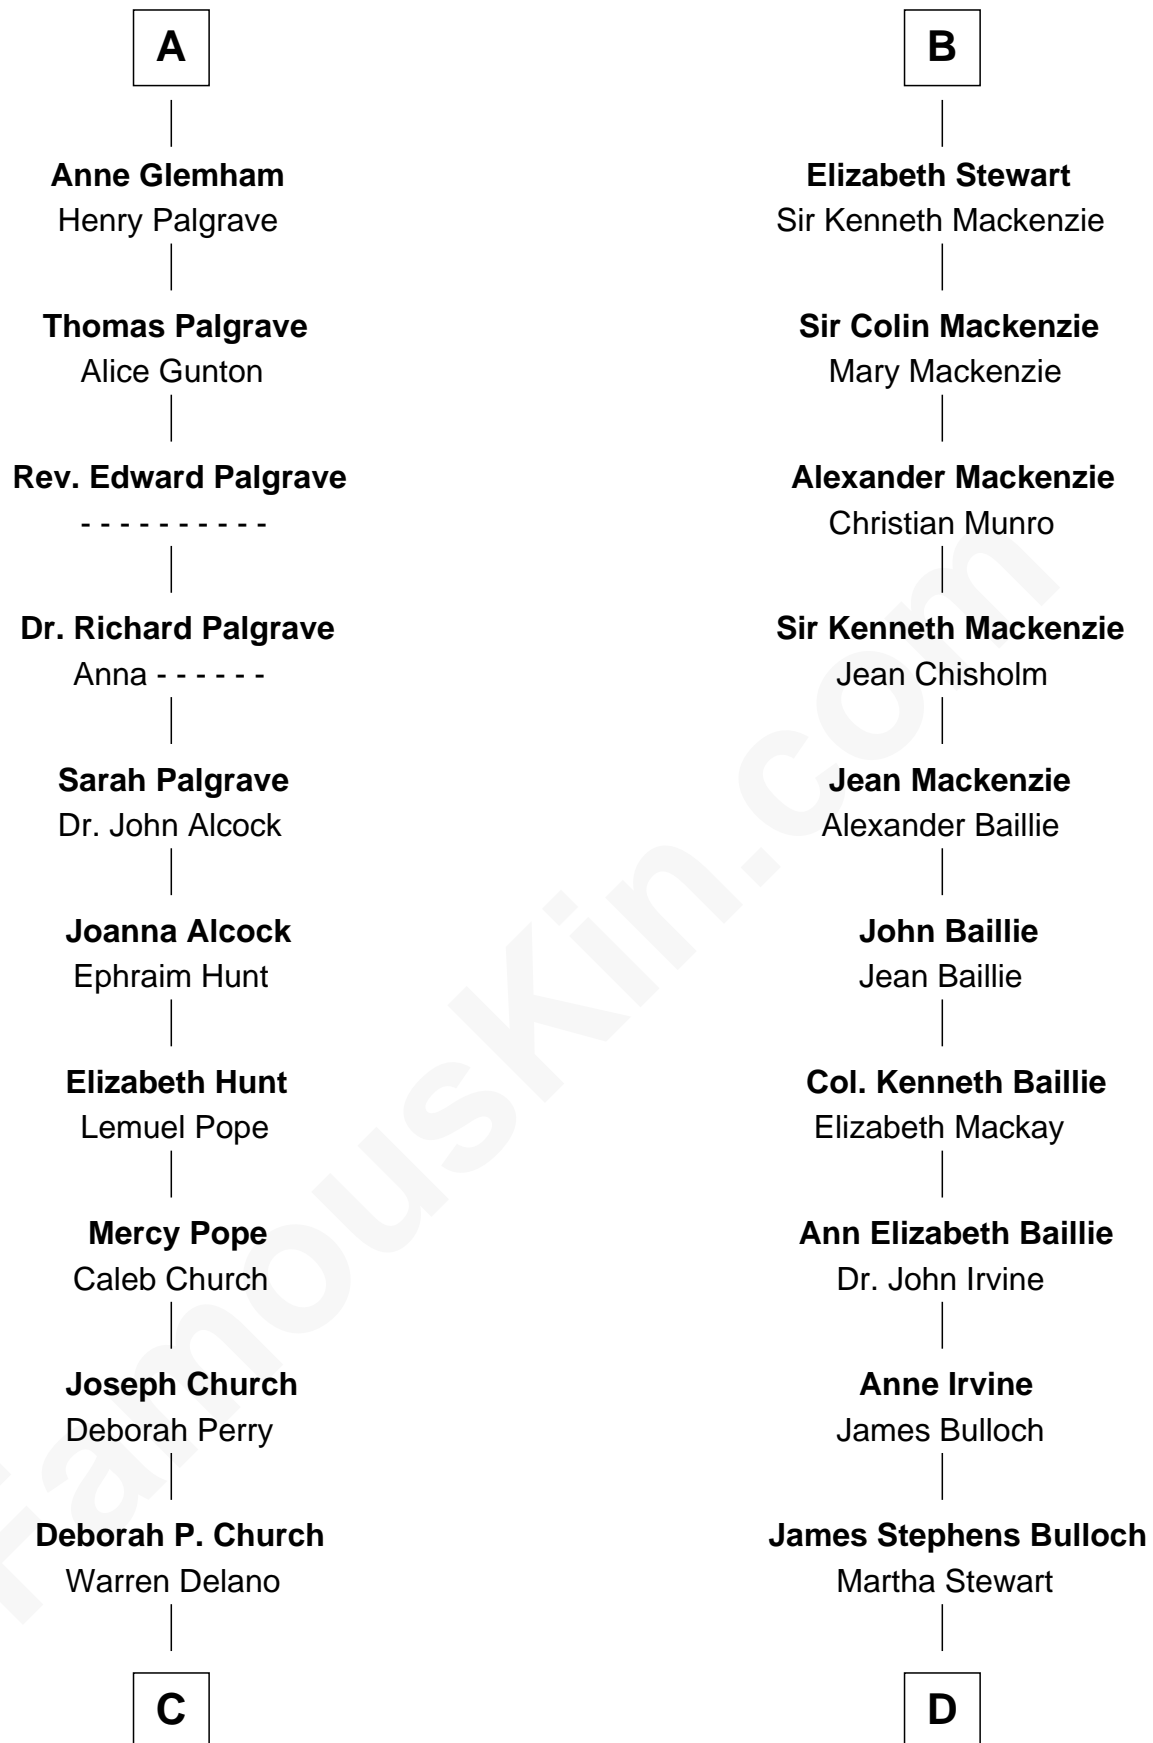 A
Anne Glemham
Henry Palgrave
Thomas Palgrave
Alice Gunton
Rev. Edward Palgrave
- - - - - - - - - -
Dr. Richard Palgrave
Anna - - - - - -
Sarah Palgrave
Dr. John Alcock
Joanna Alcock
Ephraim Hunt
Elizabeth Hunt
Lemuel Pope
Mercy Pope
Caleb Church
Joseph Church
Deborah Perry
Deborah P. Church
Warren Delano
C
B
Elizabeth Stewart
Sir Kenneth Mackenzie
Sir Colin Mackenzie
Mary Mackenzie
Alexander Mackenzie
Christian Munro
Sir Kenneth Mackenzie
Jean Chisholm
Jean Mackenzie
Alexander Baillie
John Baillie
Jean Baillie
Col. Kenneth Baillie
Elizabeth Mackay
Ann Elizabeth Baillie
Dr. John Irvine
Anne Irvine
James Bulloch
James Stephens Bulloch
Martha Stewart
D
FamousKin.com